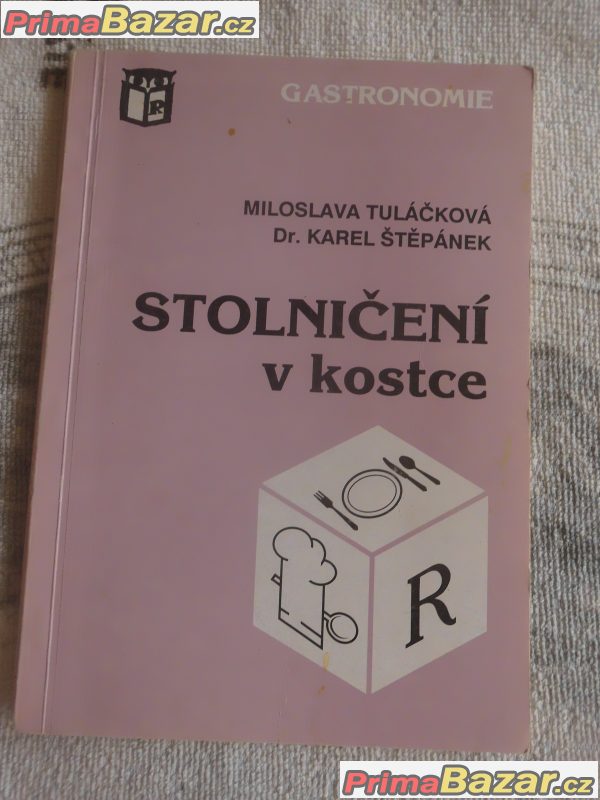 PrimaBazar.cz
R
GASTRONOMIE
MILOSLAVA TULÁČKOVÁ
Dr. KAREL ŠTĚPÁNEK
STOLNIČENÍ
v kostce
R
PrimaBazar.cz